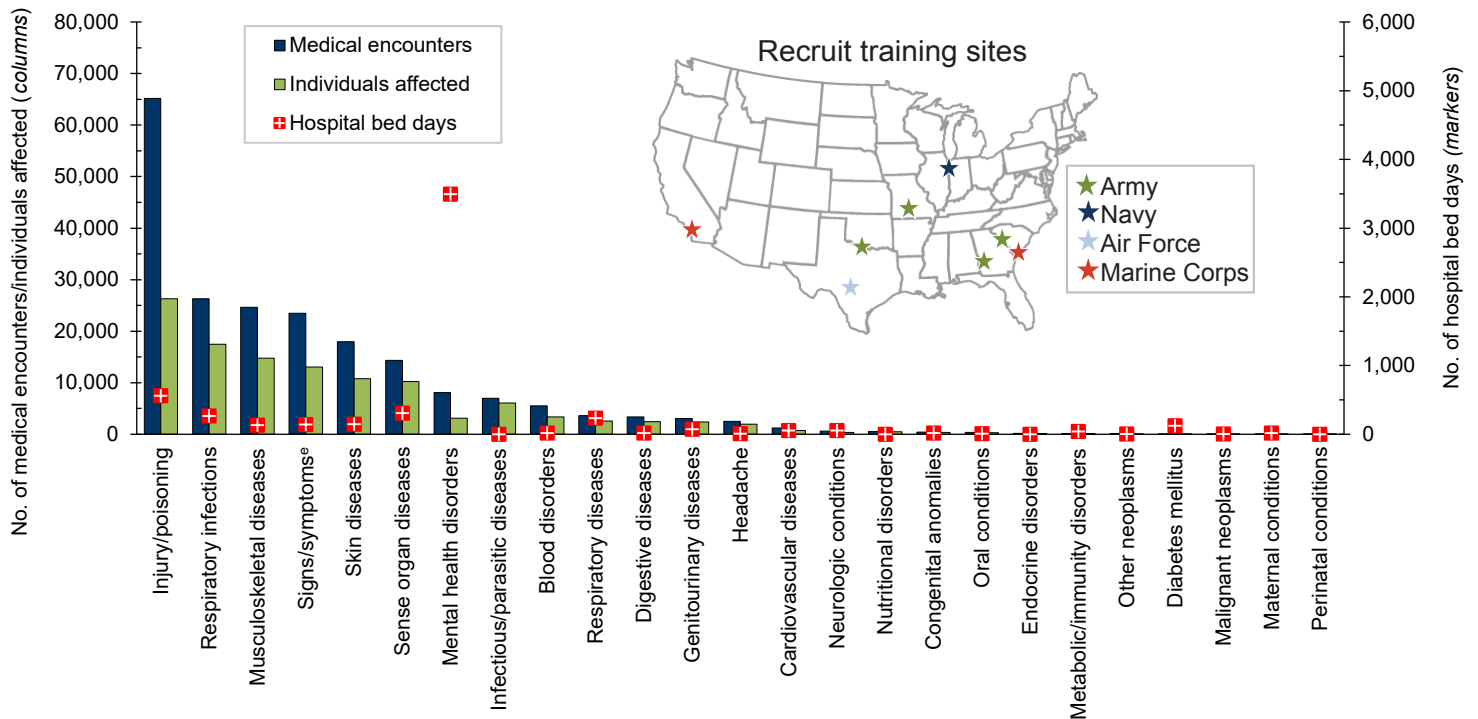 No. of medical encounters/individuals affected (columns)
80,000
70,000
60,000
50,000
40,000
30,000
20,000
10,000
0
Medical encounters
Individuals affected
Hospital bed days
Recruit training sites
Army
Navy
Air Force
Marine Corps
6,000
5,000
4,000
3,000
2,000
1,000
0
No. of hospital bed days (markers)
Injury/poisoning
Respiratory infections
Musculoskeletal diseases
Signs/symptomsᵉ
Skin diseases
Sense organ diseases
Mental health disorders
Infectious/parasitic diseases
Blood disorders
Respiratory diseases
Digestive diseases
Genitourinary diseases
Headache
Cardiovascular diseases
Neurologic conditions
Nutritional disorders
Congenital anomalies
Oral conditions
Endocrine disorders
Metabolic/immunity disorders
Other neoplasms
Diabetes mellitus
Malignant neoplasms
Maternal conditions
Perinatal conditions